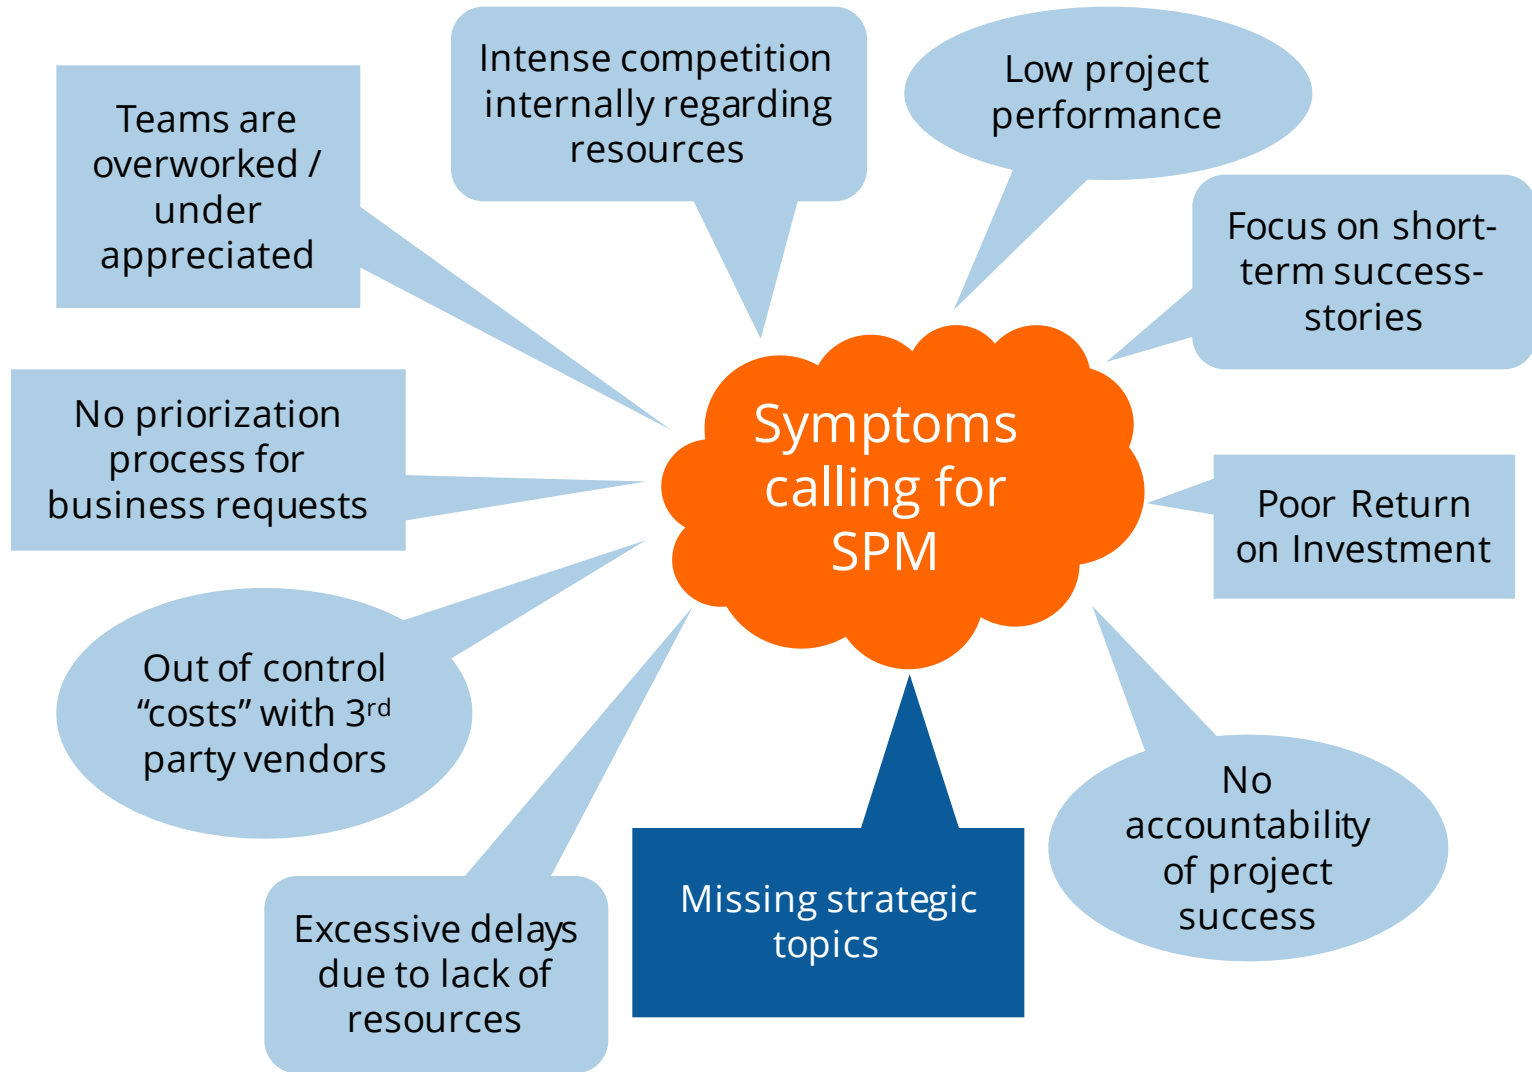 Intense competition
internally regarding
resources
Low project
performance
Teams are
overworked /
under
appreciated
Focus on short-
term success-
stories
No priorization
process for
business requests
Symptoms
calling for
SPM
Poor Return
on Investment
Out of control
“costs” with 3rd
party vendors
No
accountability
of project
success
Missing strategic
topics
Excessive delays
due to lack of
resources